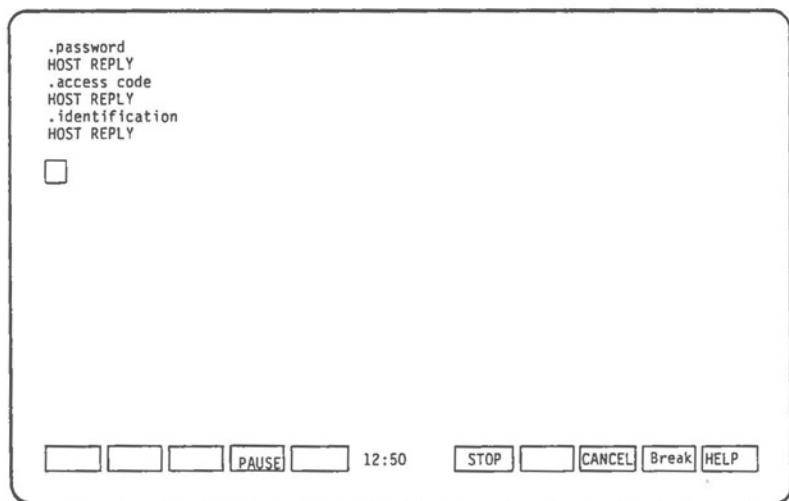 .password
HOST REPLY
.access code
HOST REPLY
.identification
HOST REPLY
PAUSE 12:50 STOP CANCEL Break HELP